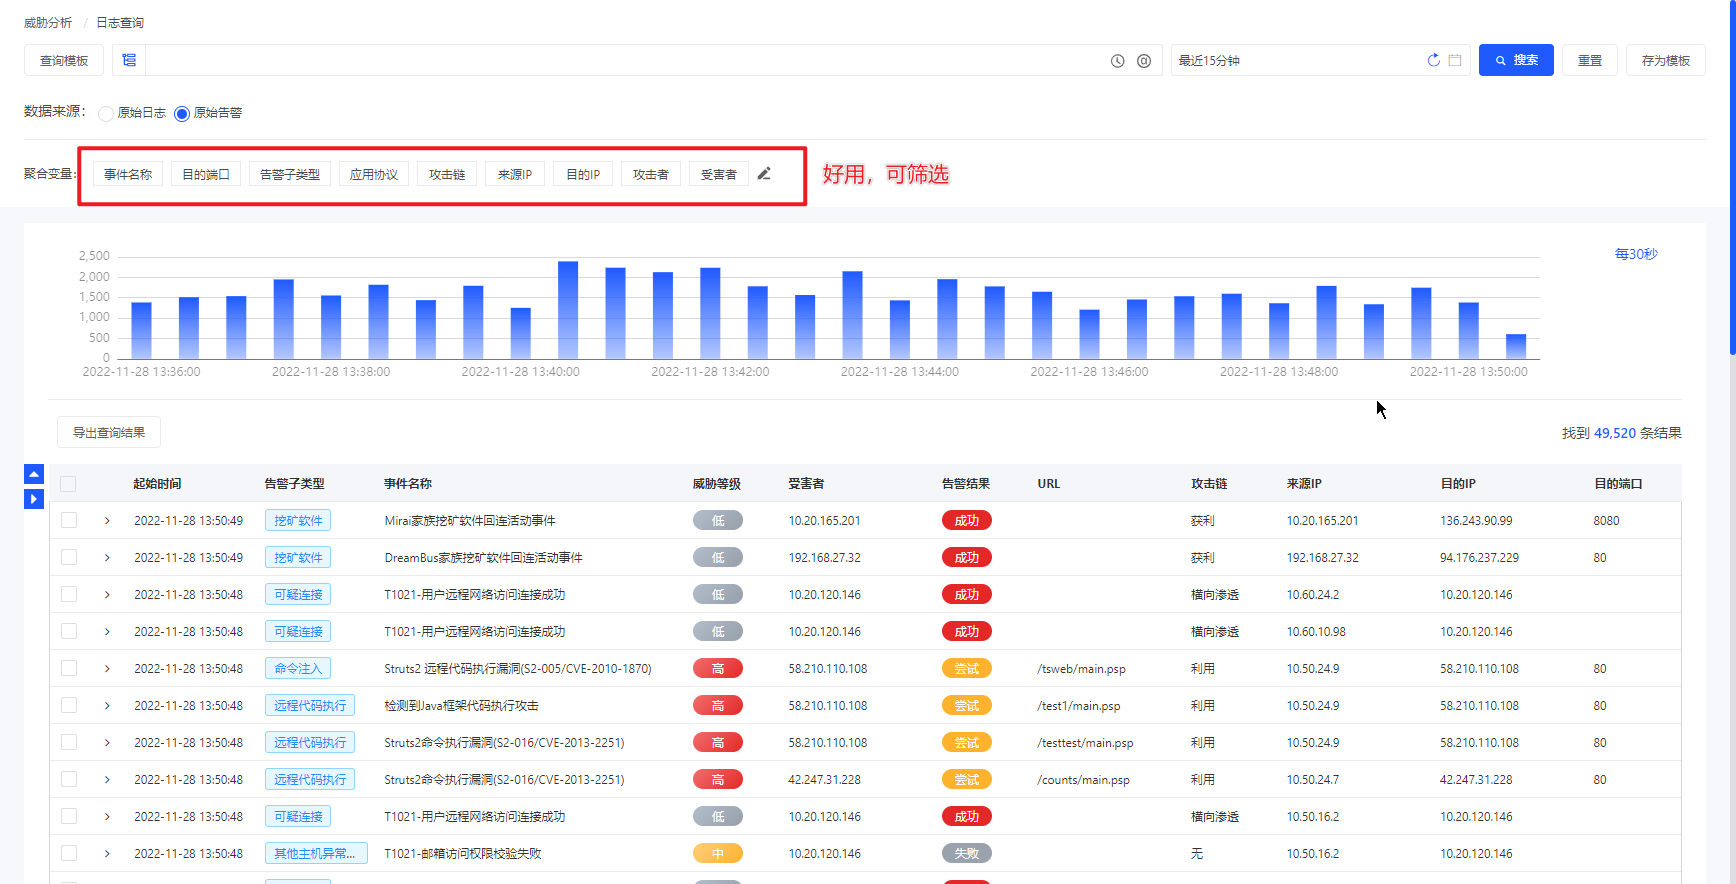 威胁分析 / 日志查询
查询模板 最近15分钟 搜索 重置 存为模板
数据来源： 原始日志 原始告警
聚合变量: 事件名称 目的端口 告警子类型 应用协议 攻击链 来源IP 目的IP 攻击者 受害者 好用，可筛选
每30秒
2,500
2,000
1,500
1,000
500
0
2022-11-28 13:36:00 2022-11-28 13:38:00 2022-11-28 13:40:00 2022-11-28 13:42:00 2022-11-28 13:44:00 2022-11-28 13:46:00 2022-11-28 13:48:00 2022-11-28 13:50:00
导出查询结果 找到 49,520 条结果
起始时间 告警子类型 事件名称 威胁等级 受害者 告警结果 URL 攻击链 来源IP 目的IP 目的端口
2022-11-28 13:50:49 挖矿软件 Mirai家族挖矿软件回连活动事件 低 10.20.165.201 成功 获利 10.20.165.201 136.243.90.99 8080
2022-11-28 13:50:49 挖矿软件 DreamBus家族挖矿软件回连活动事件 低 192.168.27.32 成功 获利 192.168.27.32 94.176.237.229 80
2022-11-28 13:50:48 可疑连接 T1021-用户远程网络访问连接成功 低 10.20.120.146 成功 横向渗透 10.60.24.2 10.20.120.146
2022-11-28 13:50:48 可疑连接 T1021-用户远程网络访问连接成功 低 10.20.120.146 成功 横向渗透 10.60.10.98 10.20.120.146
2022-11-28 13:50:48 命令注入 Struts2 远程代码执行漏洞(S2-005/CVE-2010-1870) 高 58.210.110.108 尝试 /tsweb/main.psp 利用 10.50.24.9 58.210.110.108 80
2022-11-28 13:50:48 远程代码执行 检测到Java框架代码执行攻击 高 58.210.110.108 尝试 /test1/main.psp 利用 10.50.24.9 58.210.110.108 80
2022-11-28 13:50:48 远程代码执行 Struts2命令执行漏洞(S2-016/CVE-2013-2251) 高 58.210.110.108 尝试 /testtest/main.psp 利用 10.50.24.9 58.210.110.108 80
2022-11-28 13:50:48 远程代码执行 Struts2命令执行漏洞(S2-016/CVE-2013-2251) 高 42.247.31.228 尝试 /counts/main.psp 利用 10.50.24.7 42.247.31.228 80
2022-11-28 13:50:48 可疑连接 T1021-用户远程网络访问连接成功 低 10.20.120.146 成功 横向渗透 10.50.16.2 10.20.120.146
2022-11-28 13:50:48 其他主机异常... T1021-邮箱访问权限校验失败 中 10.20.120.146 失败 无 10.50.16.2 10.20.120.146